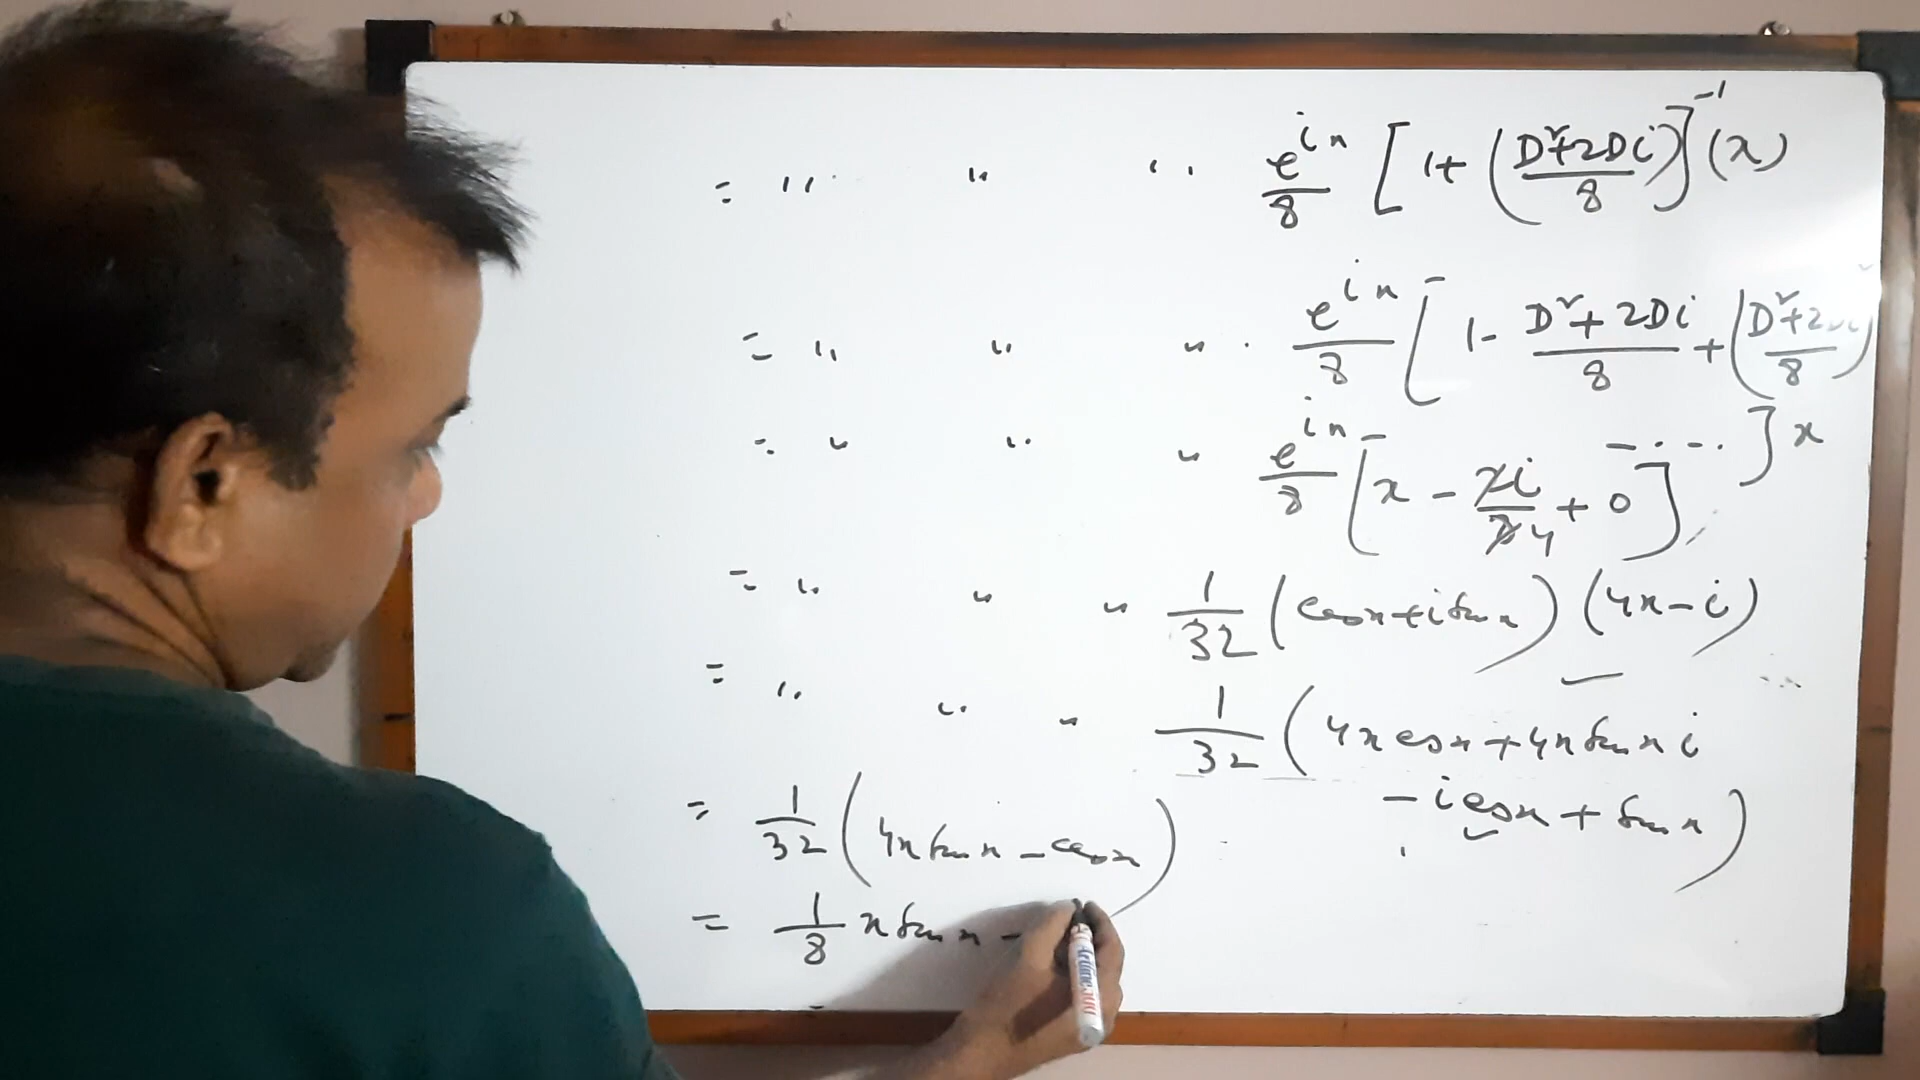 = " " " e^{ix}/8 [1 + (D²+2Di)/8]^{-1} (x)
= " " " e^{ix}/8 [1 - (D²+2Di)/8 + ((D²+2Di)/8)
- . - .. ] x
= " " " e^{ix}/8 [x - 2i/8 4 + 0]
= " " " 1/32 (cos x + i sin x) (4x - i)
= " " " 1/32 (4x cos x + 4x sin x i
- i cos x + sin x)
= 1/32 (4x sin x - cos x)
= 1/8 x sin x -